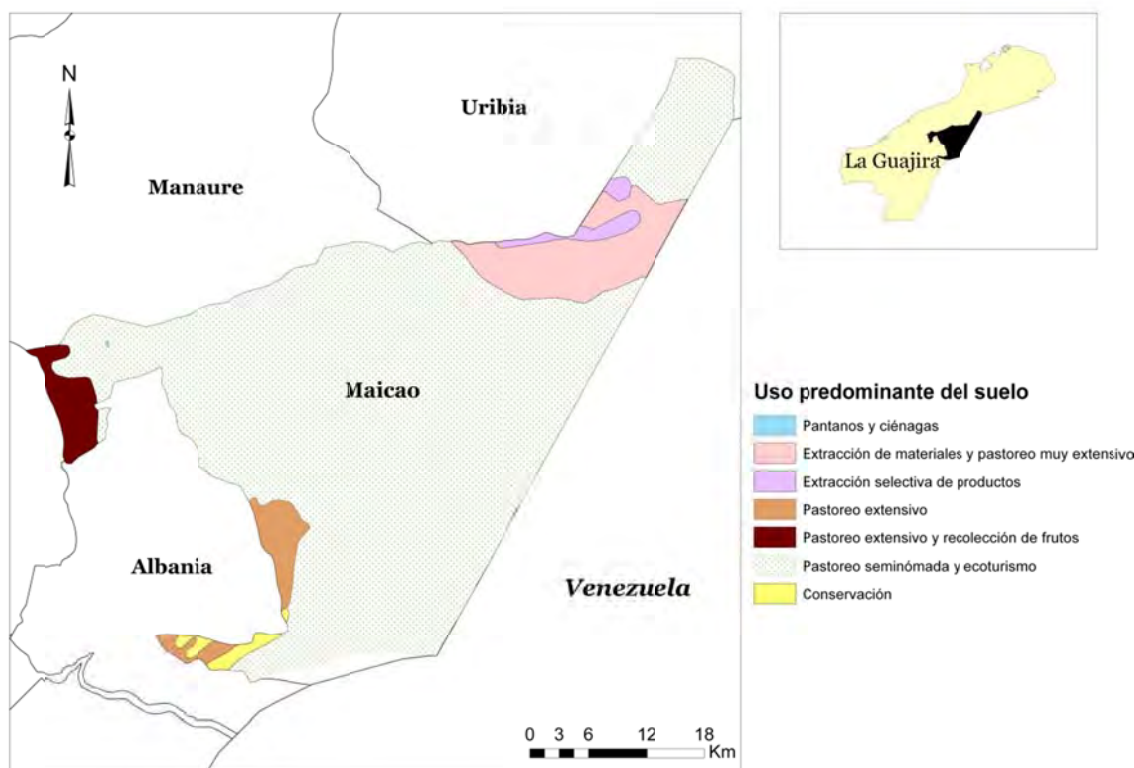 N
Uribia
Manaure
La Guajira
Maicao
Albania
Venezuela
Uso predominante del suelo
Pantanos y ciénagas
Extracción de materiales y pastoreo muy extensivo
Extracción selectiva de productos
Pastoreo extensivo
Pastoreo extensivo y recolección de frutos
Pastoreo seminómada y ecoturismo
Conservación
0 3 6 12 18
Km